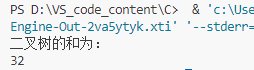 PS D:\VS_code_content\C>  & 'c:\Use
Engine-Out-2va5ytyk.xti' '--stderr=
二叉树的和为:
32